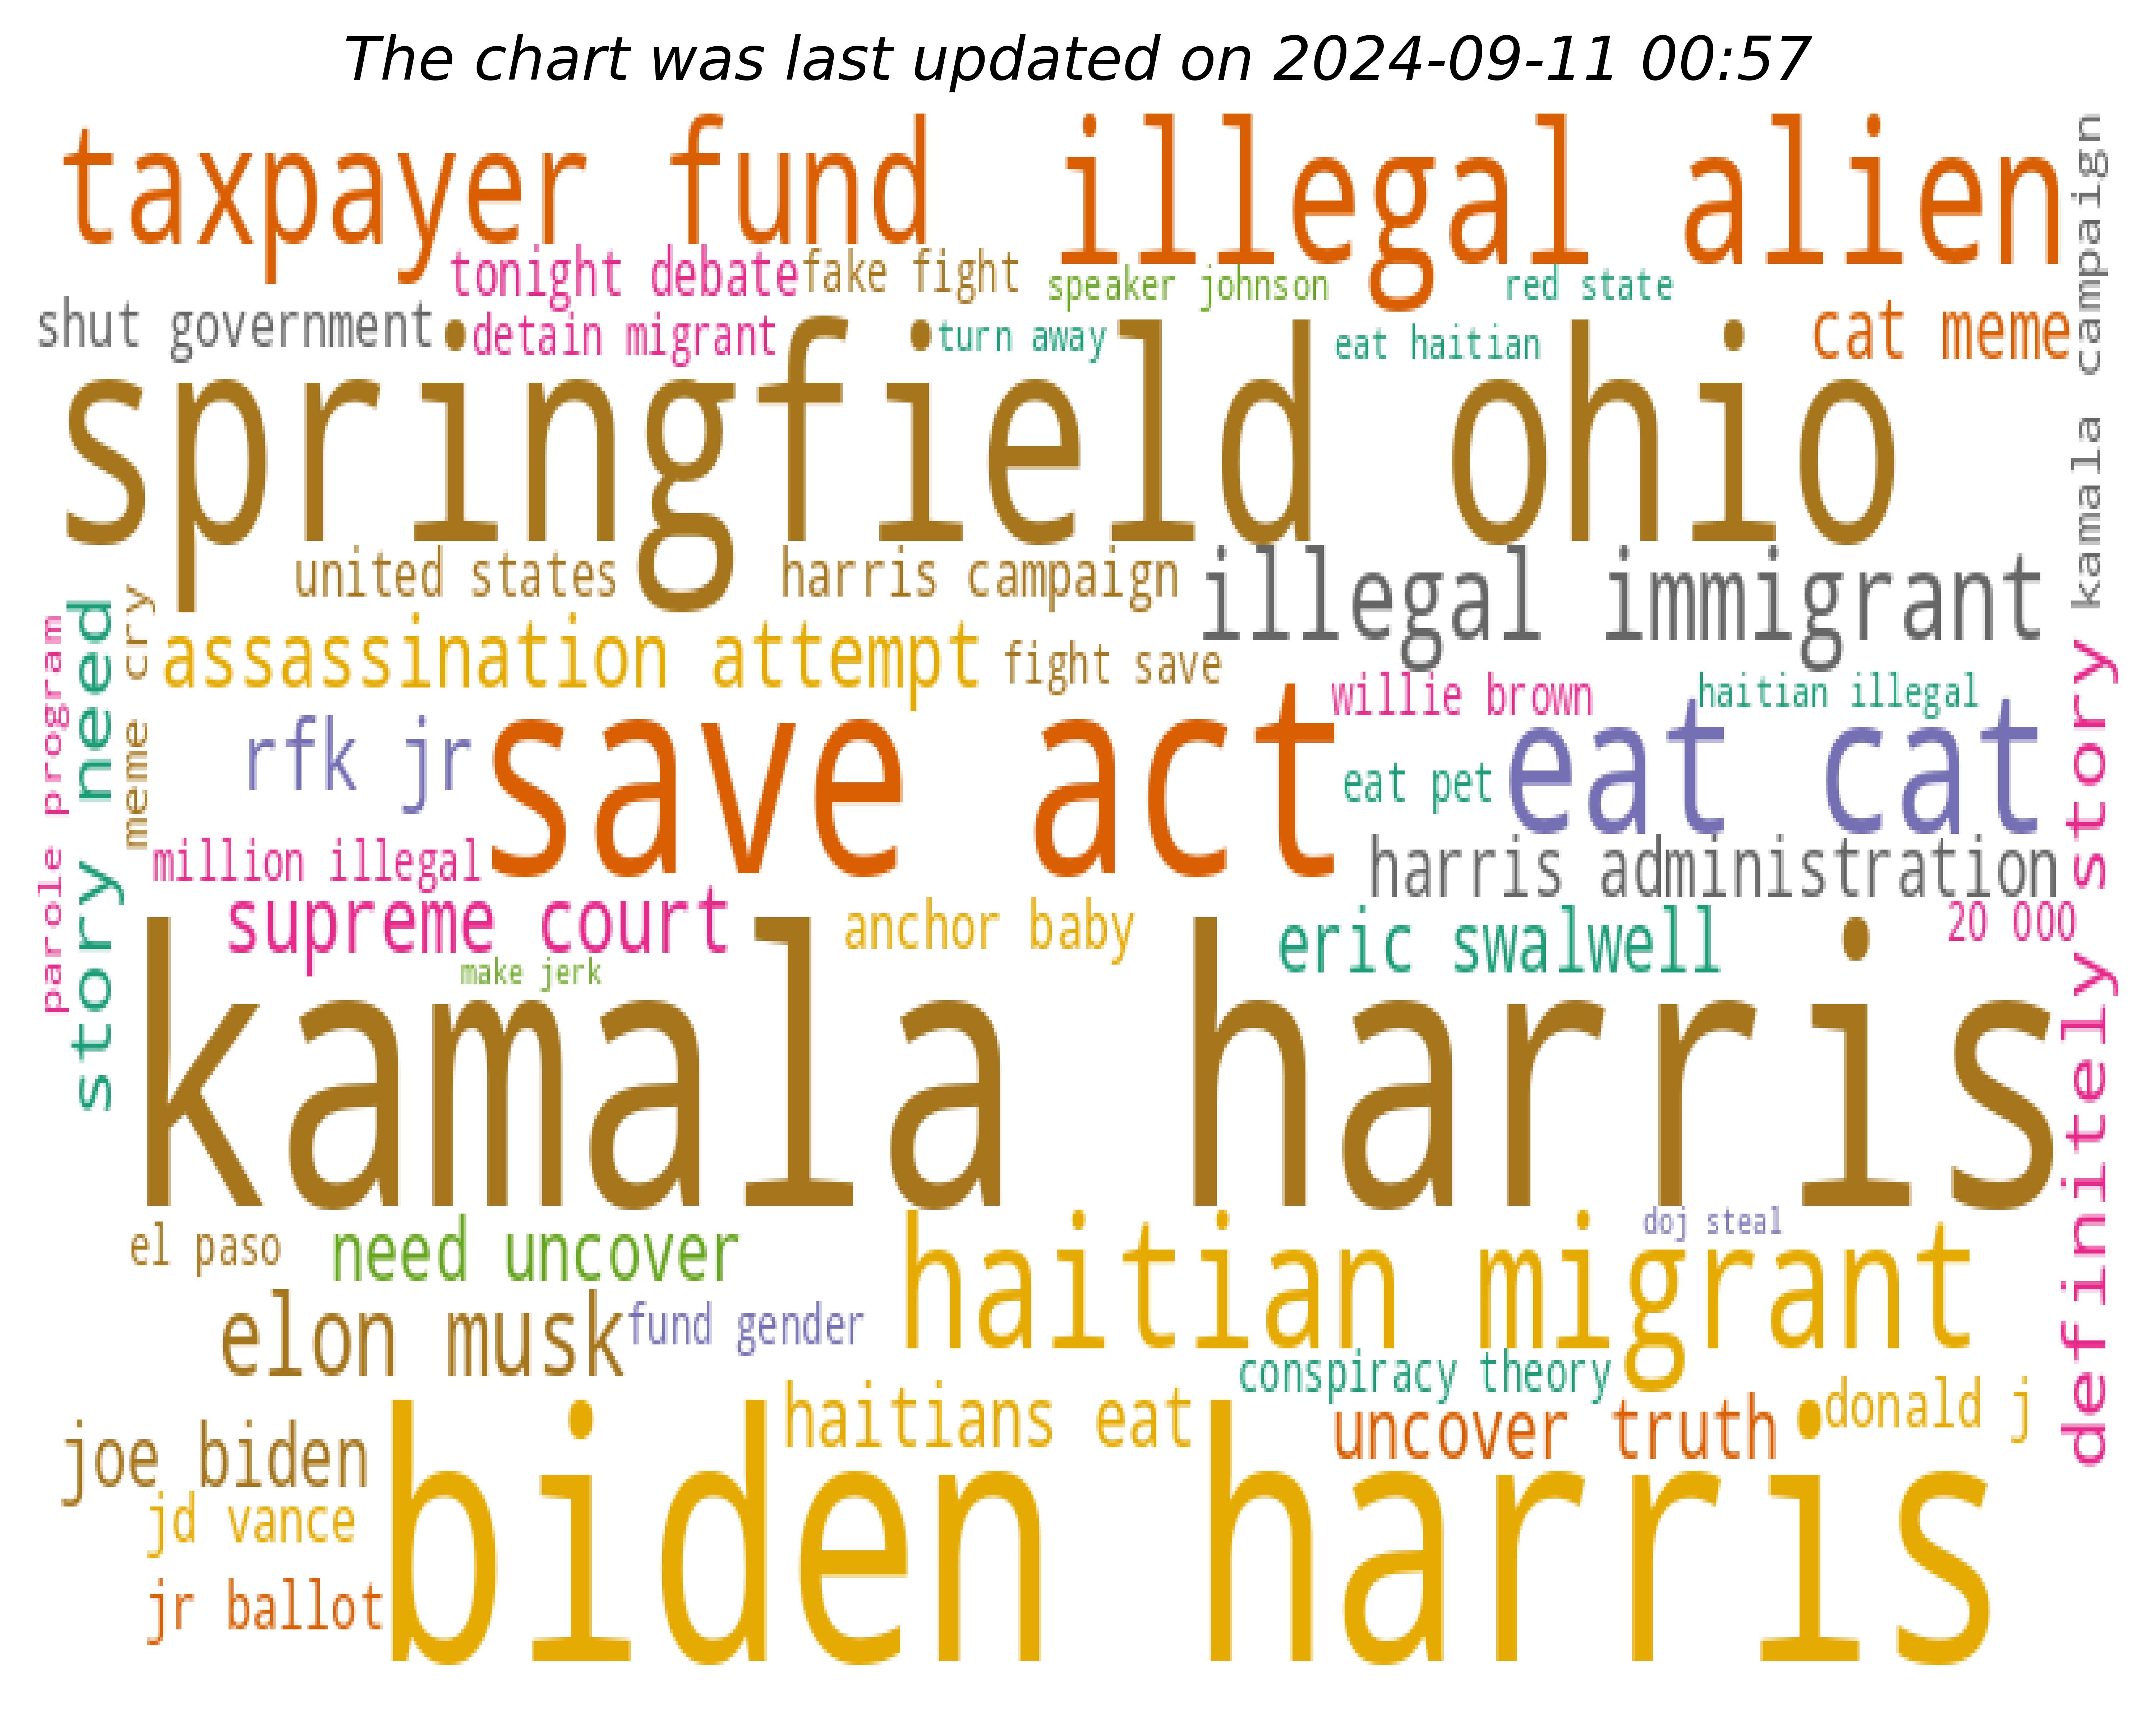 The chart was last updated on 2024-09-11 00:57
taxpayer fund
illegal alien
kamala campaign
tonight debate
fake fight
speaker johnson
red state
shut government
detain migrant
turn away
eat haitian
cat meme
springfield ohio
united states
harris campaign
illegal immigrant
parole program
story need
meme cry
assassination attempt
fight save
willie brown
haitian illegal
definitely story
rfk jr
save act
eat pet
eat cat
million illegal
harris administration
supreme court
anchor baby
eric swalwell
20 000
make jerk
kamala harris
el paso
need uncover
haitian migrant
doj steal
elon musk
fund gender
conspiracy theory
joe biden
haitians eat
uncover truth
donald j
jd vance
biden harris
jr ballot